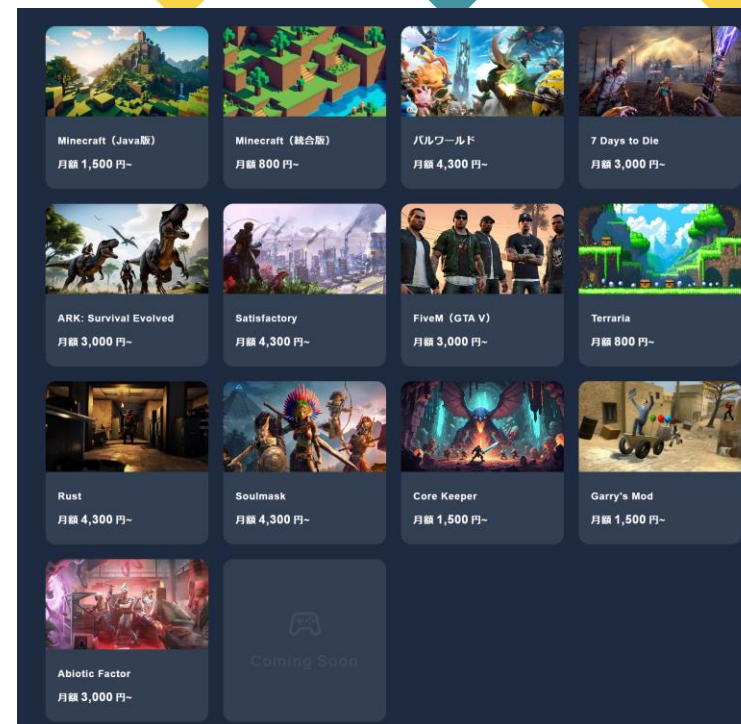 Minecraft（Java版）
月額 1,500 円~
Minecraft（統合版）
月額 800 円~
パルワールド
月額 4,300 円~
7 Days to Die
月額 3,000 円~
ARK: Survival Evolved
月額 3,000 円~
Satisfactory
月額 4,300 円~
FiveM（GTA V）
月額 3,000 円~
Terraria
月額 800 円~
Rust
月額 4,300 円~
Soulmask
月額 4,300 円~
Core Keeper
月額 1,500 円~
Garry's Mod
月額 1,500 円~
Abiotic Factor
月額 3,000 円~
Coming Soon